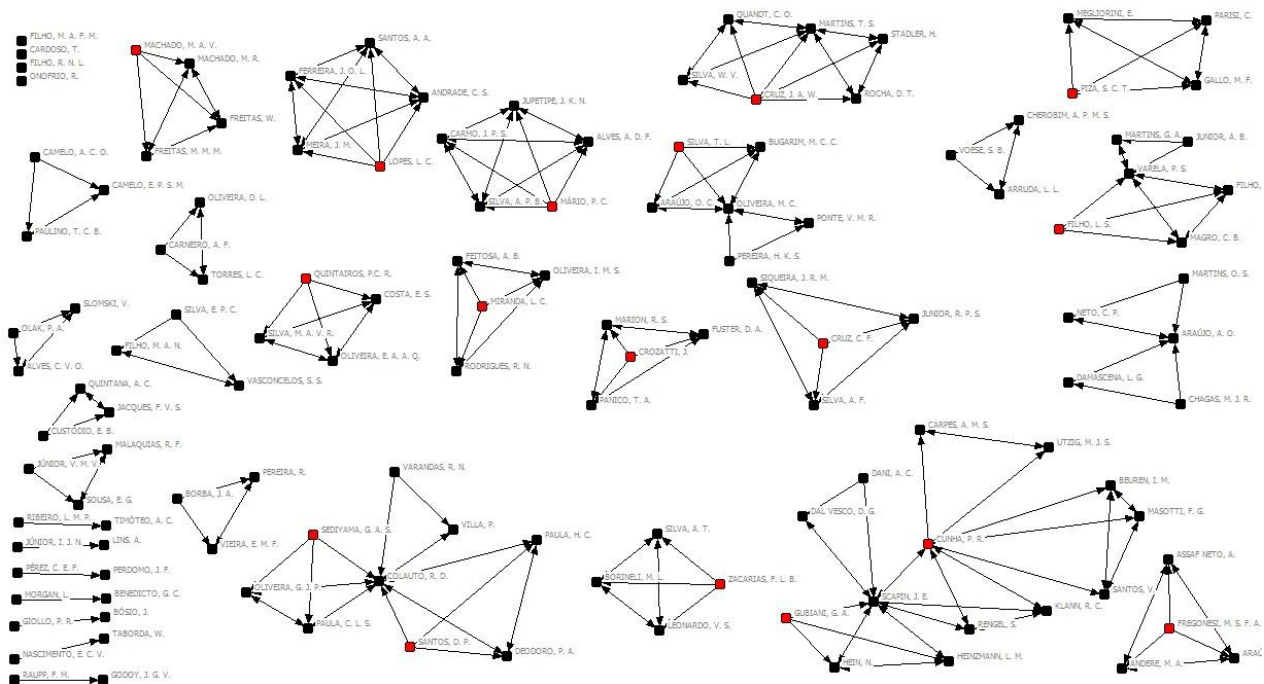 FILHO, M. A. F. M.
CARDOSO, T.
FILHO, R. N. L.
ONOFRIO, R.
MACHADO, M. A. V.
MACHADO, M. R.
FREITAS, W.
FREITAS, M. M. M.
SANTOS, A. A.
FERREIRA, J. O. L.
ANDRADE, C. S.
MEIRA, J. M.
LOPES, L. C.
JUPETIPE, J. K. N.
CARMO, J. P. S.
ALVES, A. D. F.
SILVA, A. P. B.
MÁRIO, P. C.
QUANDT, C. O.
MARTINS, T. S.
STADLER, H.
SILVA, W. V.
CRUZ, J. A. W.
ROCHA, D. T.
MEGLIORINI, E.
PARISI, C.
PIZA, S. C. T.
GALLO, M. F.
SILVA, T. L.
BUGARIM, M. C. C.
ARAÚJO, O. C.
OLIVEIRA, M. C.
PONTE, V. M. R.
PEREIRA, H. K. S.
CHEROBIM, A. P. M. S.
VOESE, S. B.
ARRUDA, L. L.
MARTINS, G. A.
JUNIOR, A. B.
VARELA, P. S.
FILHO,
FILHO, L. S.
MAGRO, C. B.
CAMELO, A. C. O.
CAMELO, E. P. S. M.
PAULINO, T. C. B.
OLIVEIRA, D. L.
CARNEIRO, A. F.
TORRES, L. C.
QUINTAIROS, P.C. R.
COSTA, E. S.
SILVA, M. A. V. R.
OLIVEIRA, E. A. A. Q.
FEITOSA, A. B.
OLIVEIRA, I. M. S.
MIRANDA, L. C.
RODRIGUES, R. N.
SIQUEIRA, J. R. M.
JUNIOR, R. P. S.
CRUZ, C. F.
SILVA, A. F.
MARION, R. S.
FUSTER, D. A.
CROZATTI, J.
PANICO, T. A.
MARTINS, O. S.
NETO, C. P.
ARAÚJO, A. O.
DAMASCENA, L. G.
CHAGAS, M. J. R.
SLOMSKI, V.
OLAK, P. A.
ALVES, C. V. O.
SILVA, E. P. C.
FILHO, M. A. N.
VASCONCELOS, S. S.
QUINTANA, A. C.
JACQUES, F. V. S.
CUSTÓDIO, E. B.
MALAQUIAS, R. F.
JÚNIOR, V. M. V.
SOUSA, E. G.
PEREIRA, R.
BORBA, J. A.
VIEIRA, E. M. F.
VARANDAS, R. N.
VILLA, P.
SEDIYAMA, G. A. S.
PAULA, H. C.
OLIVEIRA, G. J. P.
COLAUTO, R. D.
PAULA, C. L. S.
SANTOS, D. P.
DEODORO, P. A.
SILVA, A. T.
BORINELI, M. L.
ZACARIAS, F. L. B.
LEONARDO, V. S.
CARPES, A. M. S.
UTZIG, M. J. S.
DANI, A. C.
BEUREN, I. M.
DAL VESCO, D. G.
MASOTTI, F. G.
CUNHA, P. R.
SANTOS, V.
SCAPIN, J. E.
KLANN, R. C.
GUBIANI, G. A.
RENGEL, S.
HEIN, N.
HEINZMANN, L. M.
ASSAF NETO, A.
FREGONESI, M. S. F. A.
ANDERE, M. A.
ARAÚ
RIBEIRO, L. M. P.
TIMÓTEO, A. C.
JÚNIOR, I. J. N.
LINS. A.
PÉREZ, C. E. F.
PERDOMO, J. F.
MORGAN, L.
BENEDICTO, G. C.
GIOLLO, P. R.
BÓSIO, J.
NASCIMENTO, E. C. V.
TABORDA, W.
RAUPP, F. M.
GODOY, J. G. V.